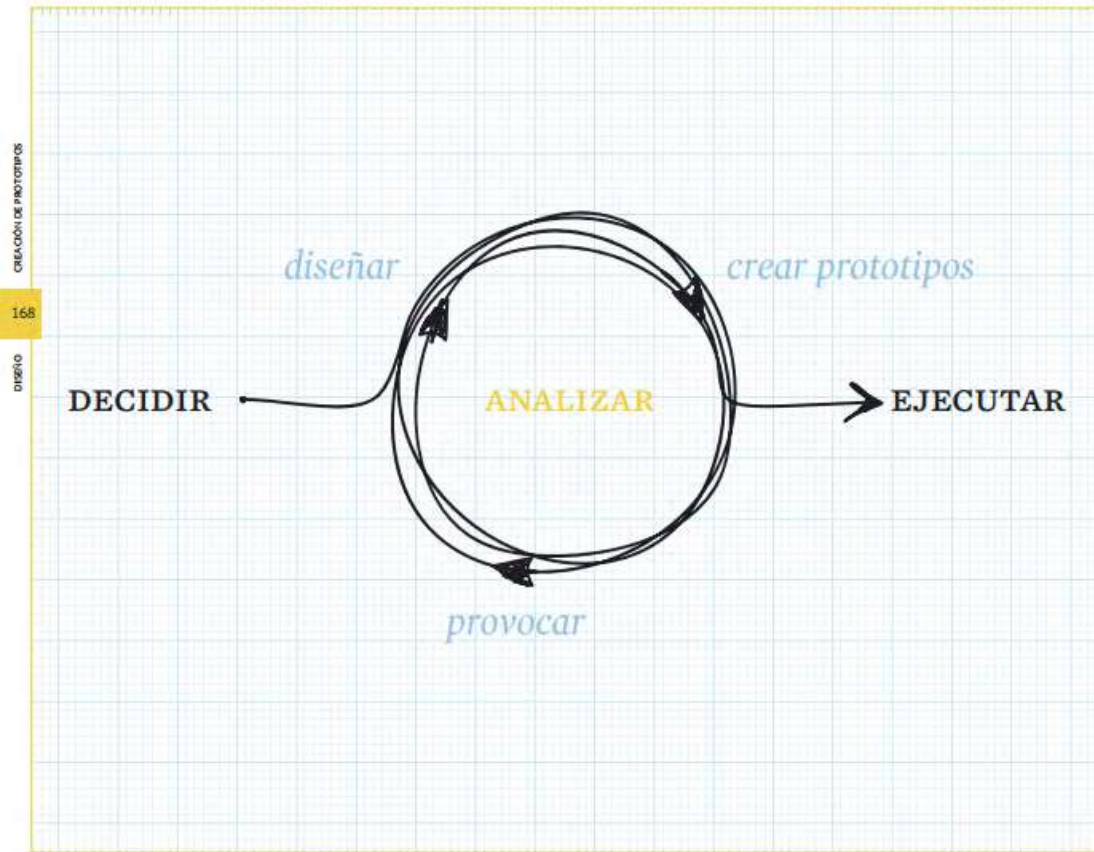 CREACIÓN DE PROTOTIPOS
168
DISEÑO
diseñar
crear prototipos
DECIDIR
ANALIZAR
EJECUTAR
provocar